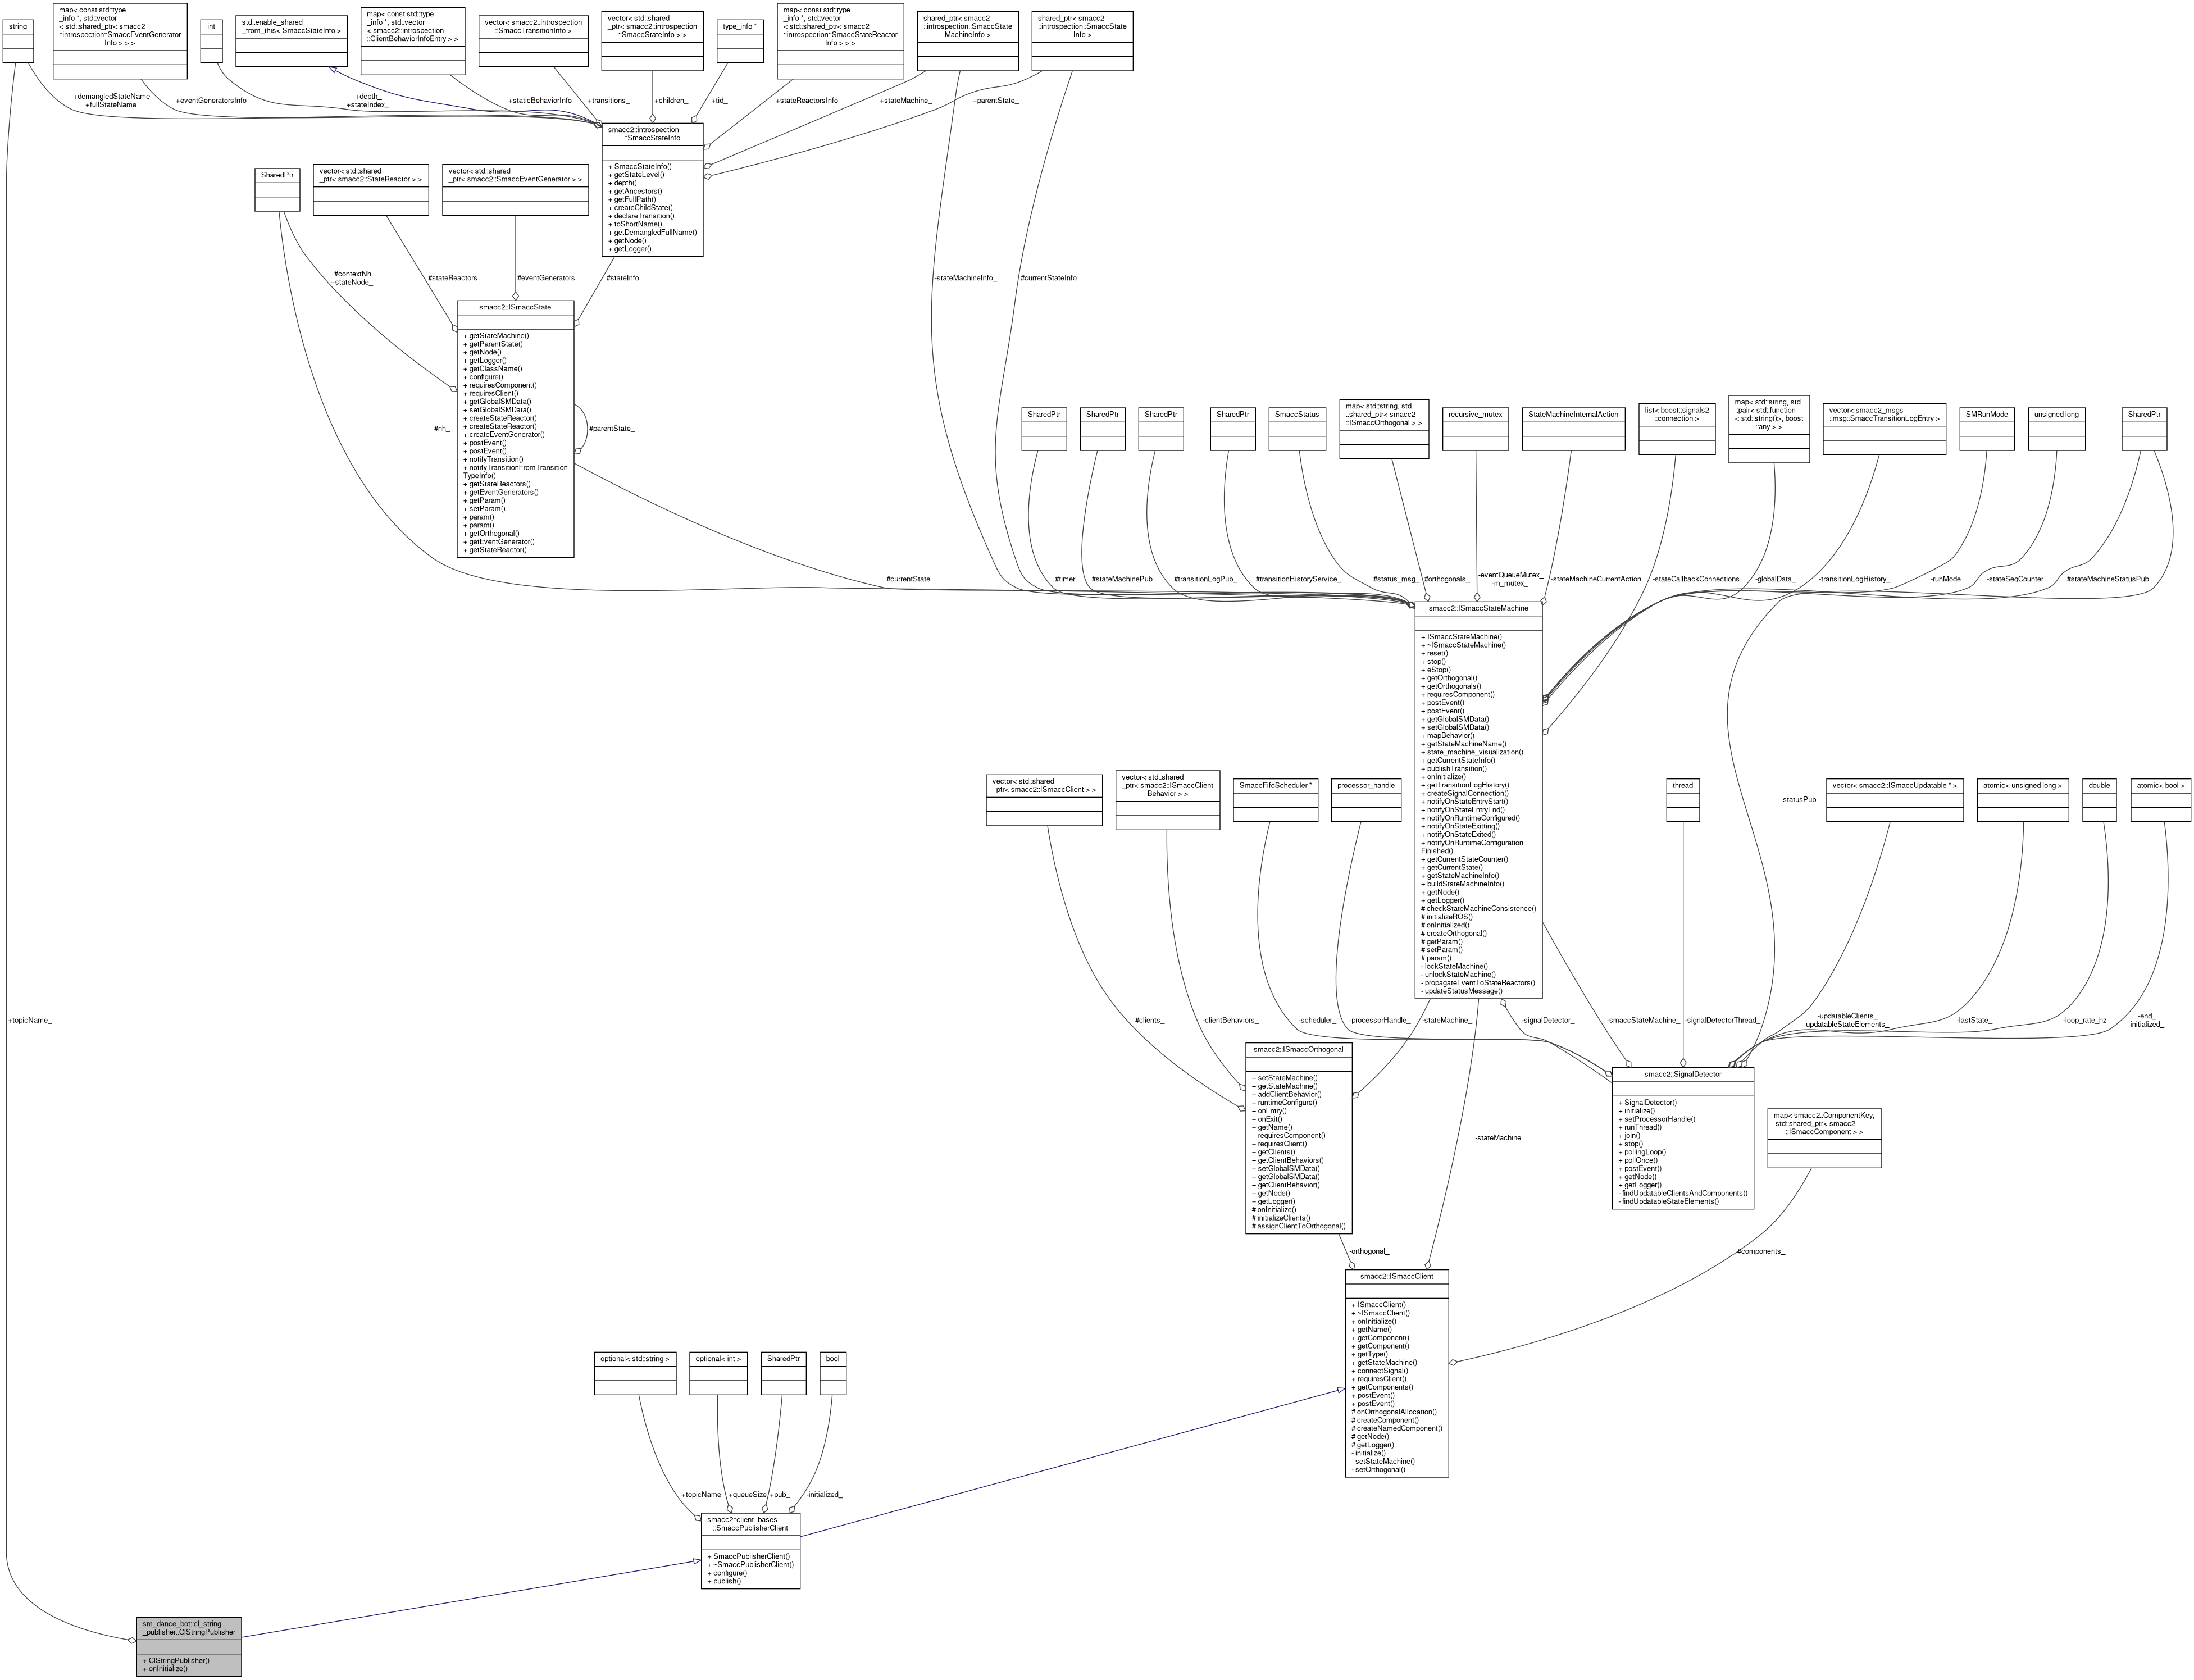 string
map< const std::type
_info *, std::vector
< std::shared_ptr< smacc2
::introspection::SmaccEventGenerator
Info > > >
int
std::enable_shared
_from_this< SmaccStateInfo >
map< const std::type
_info *, std::vector
< smacc2::introspection
::ClientBehaviorInfoEntry > >
vector< smacc2::introspection
::SmaccTransitionInfo >
vector< std::shared
_ptr< smacc2::introspection
::SmaccStateInfo > >
type_info *
map< const std::type
_info *, std::vector
< std::shared_ptr< smacc2
::introspection::SmaccStateReactor
Info > > >
shared_ptr< smacc2
::introspection::SmaccState
MachineInfo >
shared_ptr< smacc2
::introspection::SmaccState
Info >
+demangledStateName
+fullStateName
+eventGeneratorsInfo
+depth_
+stateIndex_
+staticBehaviorInfo
+transitions_
+children_
+tid_
+stateReactorsInfo
+stateMachine_
+parentState_
smacc2::introspection
::SmaccStateInfo
+ SmaccStateInfo()
+ getStateLevel()
+ depth()
+ getAncestors()
+ getFullPath()
+ createChildState()
+ declareTransition()
+ toShortName()
+ getDemangledFullName()
+ getNode()
+ getLogger()
SharedPtr
vector< std::shared
_ptr< smacc2::StateReactor > >
vector< std::shared
_ptr< smacc2::SmaccEventGenerator > >
#contextNh
+stateNode_
#stateReactors_
#eventGenerators_
#stateInfo_
-stateMachineInfo_
#currentStateInfo_
smacc2::ISmaccState
+ getStateMachine()
+ getParentState()
+ getNode()
+ getLogger()
+ getClassName()
+ configure()
+ requiresComponent()
+ requiresClient()
+ getGlobalSMData()
+ setGlobalSMData()
+ createStateReactor()
+ createStateReactor()
+ createEventGenerator()
+ postEvent()
+ postEvent()
+ notifyTransition()
+ notifyTransitionFromTransition
TypeInfo()
+ getStateReactors()
+ getEventGenerators()
+ getParam()
+ setParam()
+ param()
+ param()
+ getOrthogonal()
+ getEventGenerator()
+ getStateReactor()
#nh_
#parentState_
SharedPtr
SharedPtr
SharedPtr
SharedPtr
SmaccStatus
map< std::string, std
::shared_ptr< smacc2
::ISmaccOrthogonal > >
recursive_mutex
StateMachineInternalAction
list< boost::signals2
::connection >
map< std::string, std
::pair< std::function
< std::string()>, boost
::any > >
vector< smacc2_msgs
::msg::SmaccTransitionLogEntry >
SMRunMode
unsigned long
SharedPtr
#currentState_
#timer_
#stateMachinePub_
#transitionLogPub_
#transitionHistoryService_
#status_msg_
#orthogonals_
-eventQueueMutex_
-m_mutex_
-stateMachineCurrentAction
-stateCallbackConnections
-globalData_
-transitionLogHistory_
-runMode_
-stateSeqCounter_
#stateMachineStatusPub_
smacc2::ISmaccStateMachine
+ ISmaccStateMachine()
+ ~ISmaccStateMachine()
+ reset()
+ stop()
+ eStop()
+ getOrthogonal()
+ getOrthogonals()
+ requiresComponent()
+ postEvent()
+ postEvent()
+ getGlobalSMData()
+ setGlobalSMData()
+ mapBehavior()
+ getStateMachineName()
+ state_machine_visualization()
+ getCurrentStateInfo()
+ publishTransition()
+ onInitialize()
+ getTransitionLogHistory()
+ createSignalConnection()
+ notifyOnStateEntryStart()
+ notifyOnStateEntryEnd()
+ notifyOnRuntimeConfigured()
+ notifyOnStateExitting()
+ notifyOnStateExited()
+ notifyOnRuntimeConfiguration
Finished()
+ getCurrentStateCounter()
+ getCurrentState()
+ getStateMachineInfo()
+ buildStateMachineInfo()
+ getNode()
+ getLogger()
# checkStateMachineConsistence()
# initializeROS()
# onInitialized()
# createOrthogonal()
# getParam()
# setParam()
# param()
- lockStateMachine()
- unlockStateMachine()
- propagateEventToStateReactors()
- updateStatusMessage()
vector< std::shared
_ptr< smacc2::ISmaccClient > >
vector< std::shared
_ptr< smacc2::ISmaccClient
Behavior > >
SmaccFifoScheduler *
processor_handle
thread
-statusPub_
vector< smacc2::ISmaccUpdatable * >
atomic< unsigned long >
double
atomic< bool >
+topicName_
#clients_
-clientBehaviors_
-scheduler_
-processorHandle_
-stateMachine_
-signalDetector_
-smaccStateMachine_
-signalDetectorThread_
-updatableClients_
-updatableStateElements_
-lastState_
-loop_rate_hz
-end_
-initialized_
smacc2::ISmaccOrthogonal
+ setStateMachine()
+ getStateMachine()
+ addClientBehavior()
+ runtimeConfigure()
+ onEntry()
+ onExit()
+ getName()
+ requiresComponent()
+ requiresClient()
+ getClients()
+ getClientBehaviors()
+ setGlobalSMData()
+ getGlobalSMData()
+ getClientBehavior()
+ getNode()
+ getLogger()
# onInitialize()
# initializeClients()
# assignClientToOrthogonal()
smacc2::SignalDetector
+ SignalDetector()
+ initialize()
+ setProcessorHandle()
+ runThread()
+ join()
+ stop()
+ pollingLoop()
+ pollOnce()
+ postEvent()
+ getNode()
+ getLogger()
- findUpdatableClientsAndComponents()
- findUpdatableStateElements()
map< smacc2::ComponentKey,
std::shared_ptr< smacc2
::ISmaccComponent > >
-stateMachine_
-orthogonal_
#components_
smacc2::ISmaccClient
+ ISmaccClient()
+ ~ISmaccClient()
+ onInitialize()
+ getName()
+ getComponent()
+ getComponent()
+ getType()
+ getStateMachine()
+ connectSignal()
+ requiresClient()
+ getComponents()
+ postEvent()
+ postEvent()
# onOrthogonalAllocation()
# createComponent()
# createNamedComponent()
# getNode()
# getLogger()
- initialize()
- setStateMachine()
- setOrthogonal()
optional< std::string >
optional< int >
SharedPtr
bool
+topicName
+queueSize
+pub_
-initialized_
smacc2::client_bases
::SmaccPublisherClient
+ SmaccPublisherClient()
+ ~SmaccPublisherClient()
+ configure()
+ publish()
sm_dance_bot::cl_string
_publisher::ClStringPublisher
+ ClStringPublisher()
+ onInitialize()